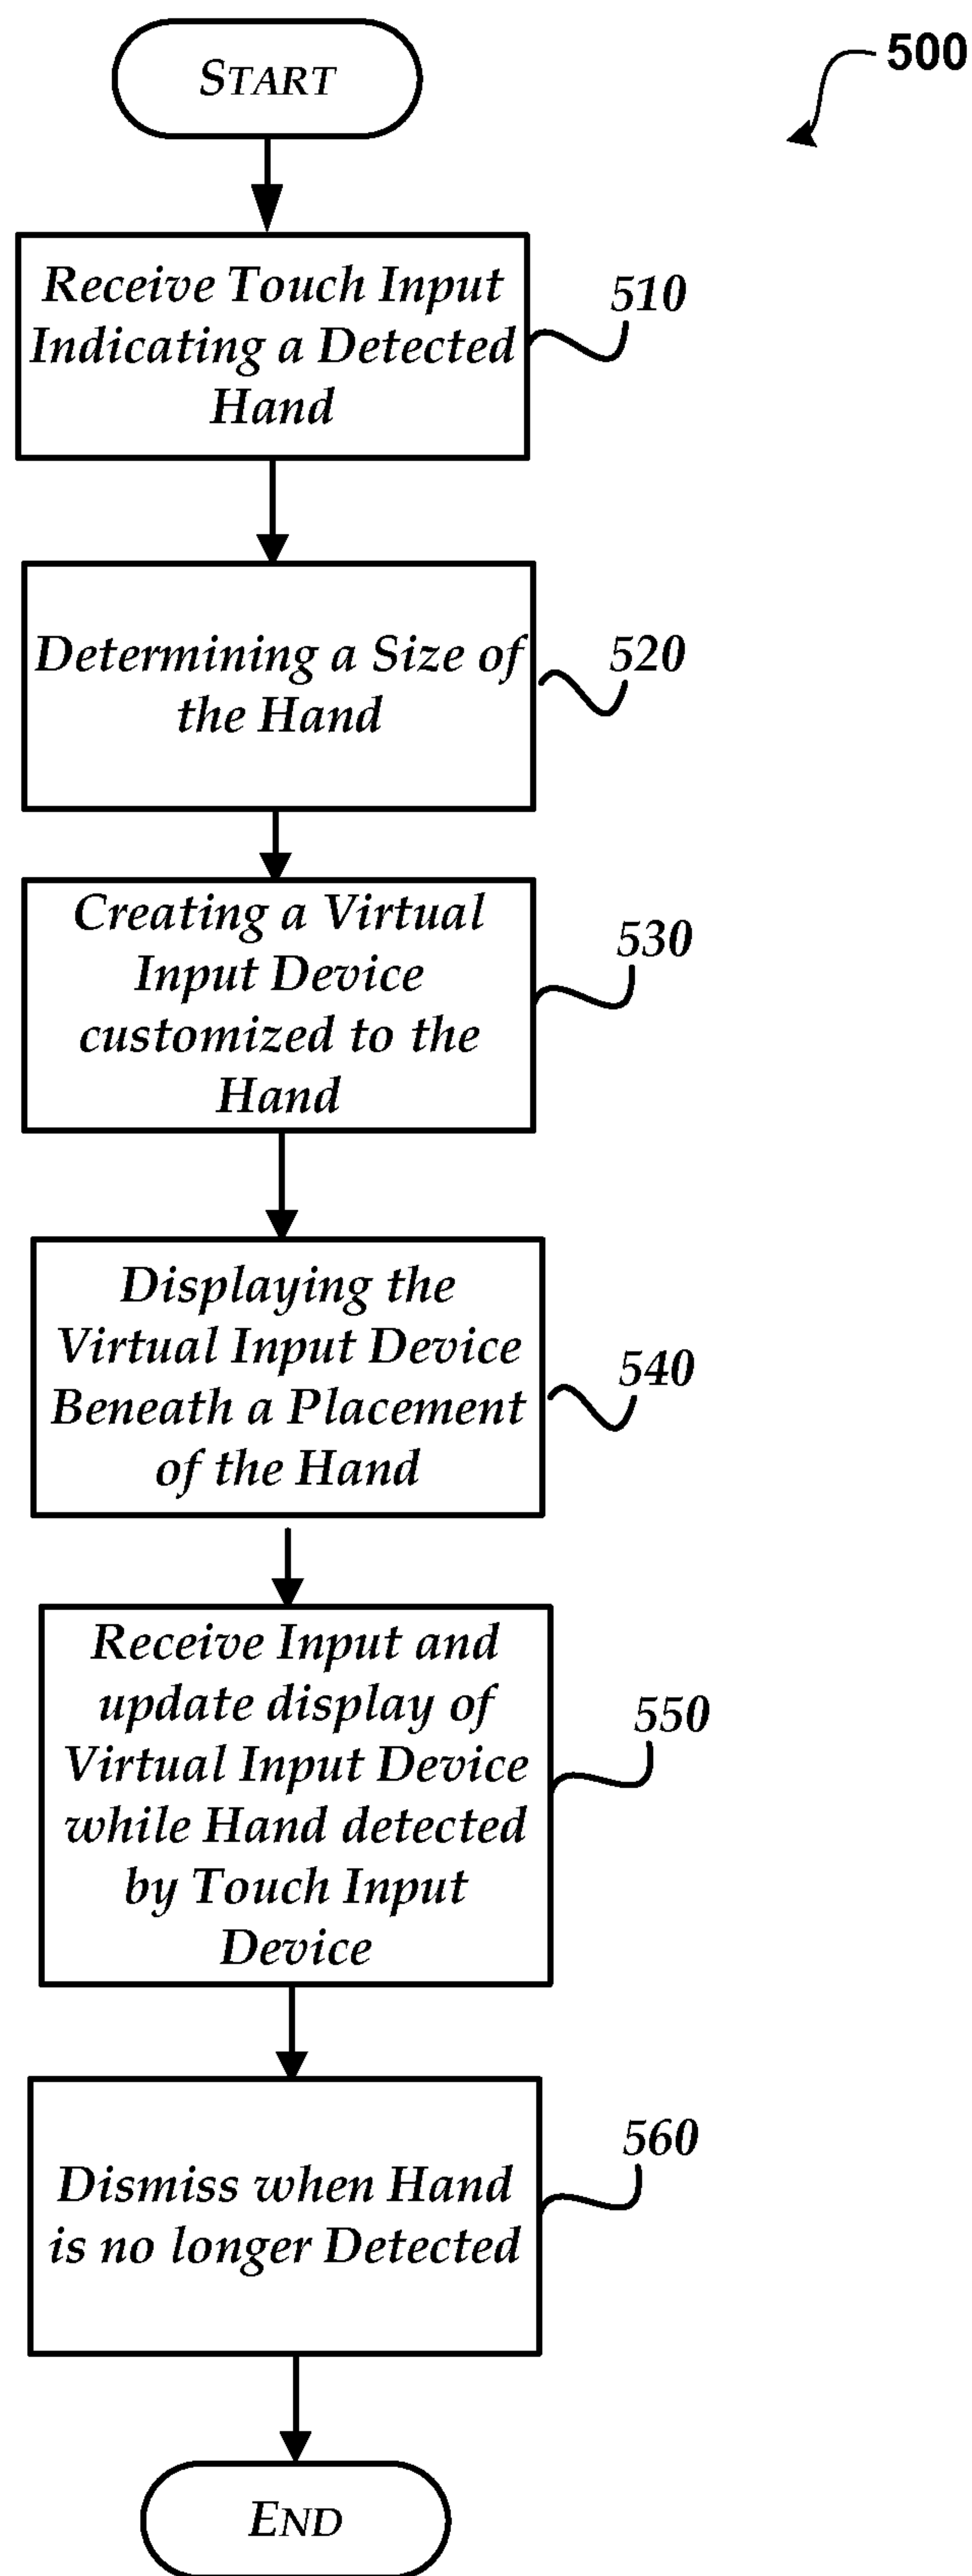 START
500
Receive Touch Input
Indicating a Detected
Hand
510
Determining a Size of
the Hand
520
Creating a Virtual
Input Device
customized to the
Hand
530
Displaying the
Virtual Input Device
Beneath a Placement
of the Hand
540
Receive Input and
update display of
Virtual Input Device
while Hand detected
by Touch Input
Device
550
Dismiss when Hand
is no longer Detected
560
END